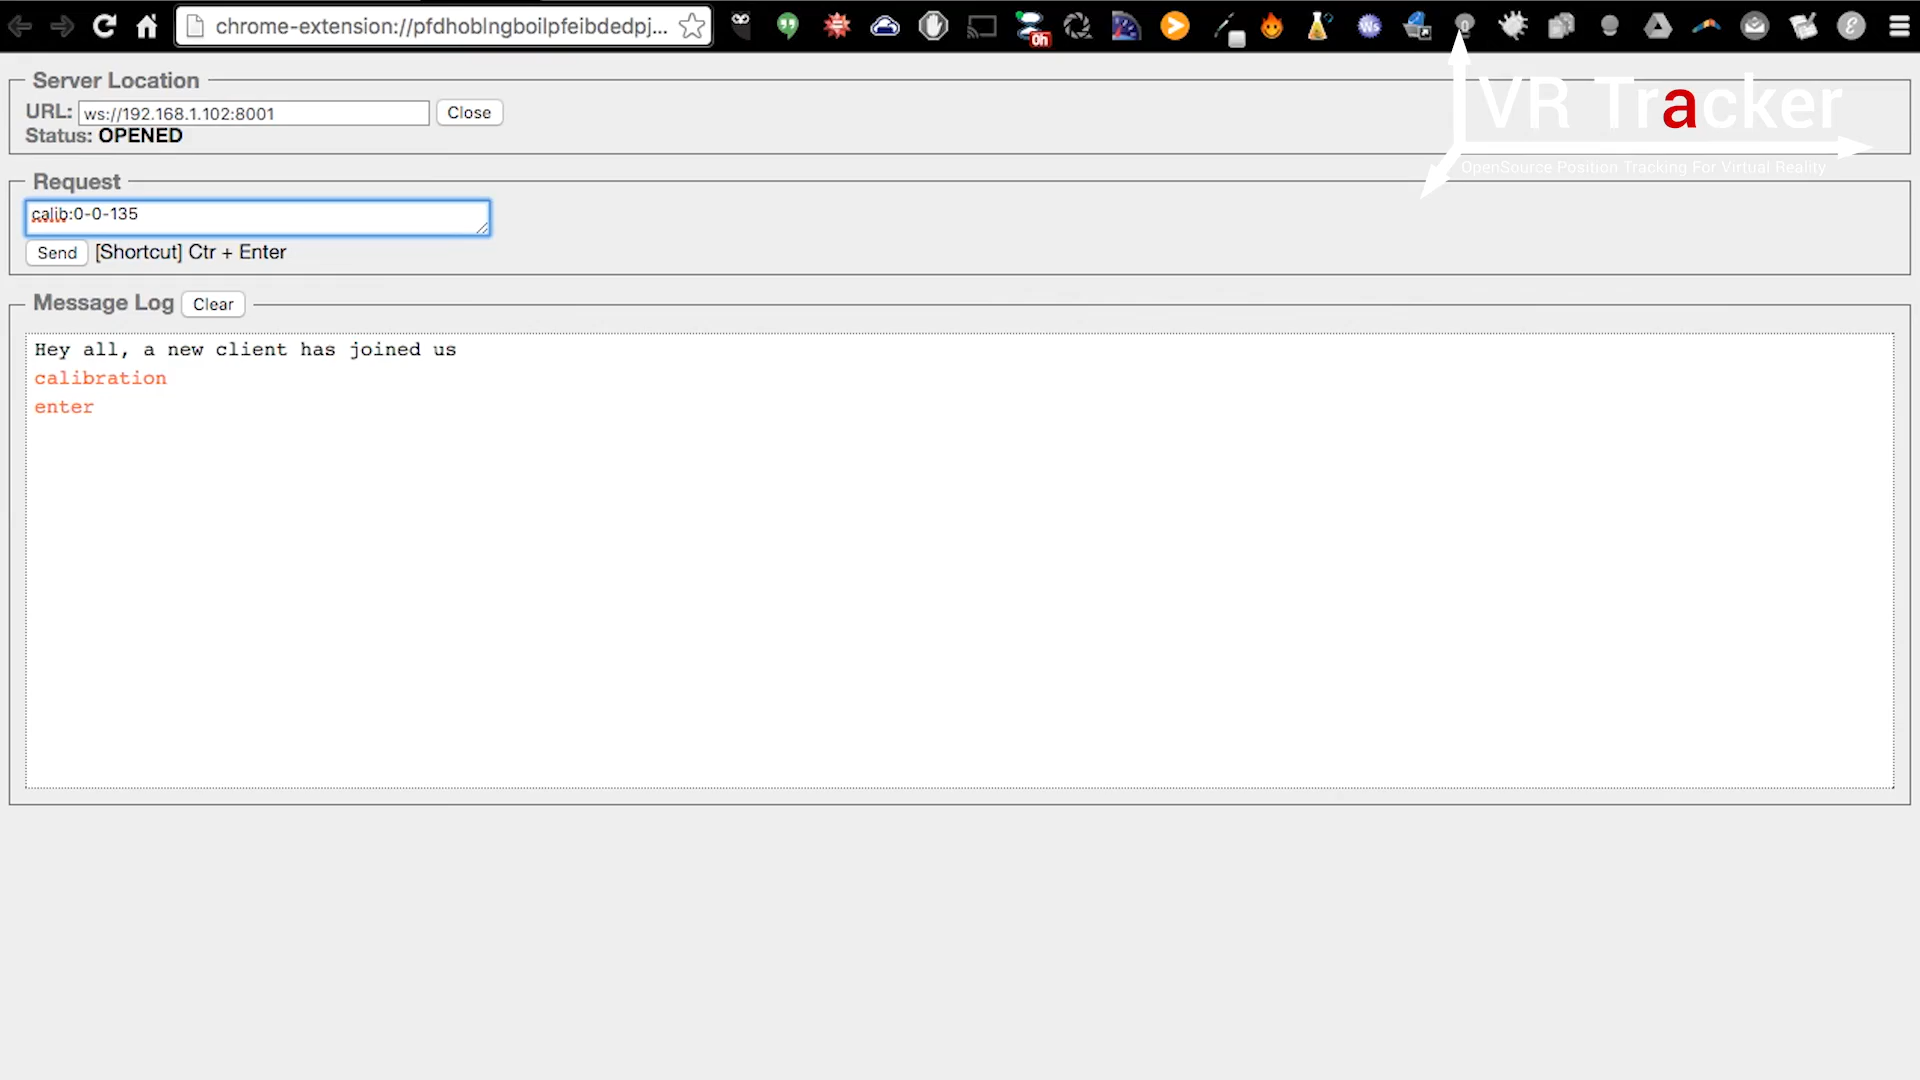 chrome-extension://pfdhoblngboilpfeibdedpj...
0h
Ws
Server Location
URL: ws://192.168.1.102:8001 Close
Status: OPENED
VR Tracker
OpenSource Position Tracking For Virtual Reality
Request
calib:0-0-135
Send [Shortcut] Ctr + Enter
Message Log Clear
Hey all, a new client has joined us
calibration
enter